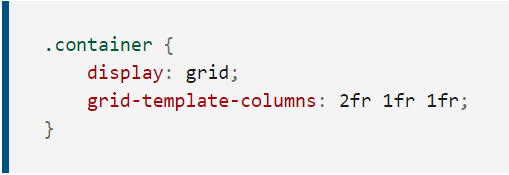 .container {
    display: grid;
    grid-template-columns: 2fr 1fr 1fr;
}